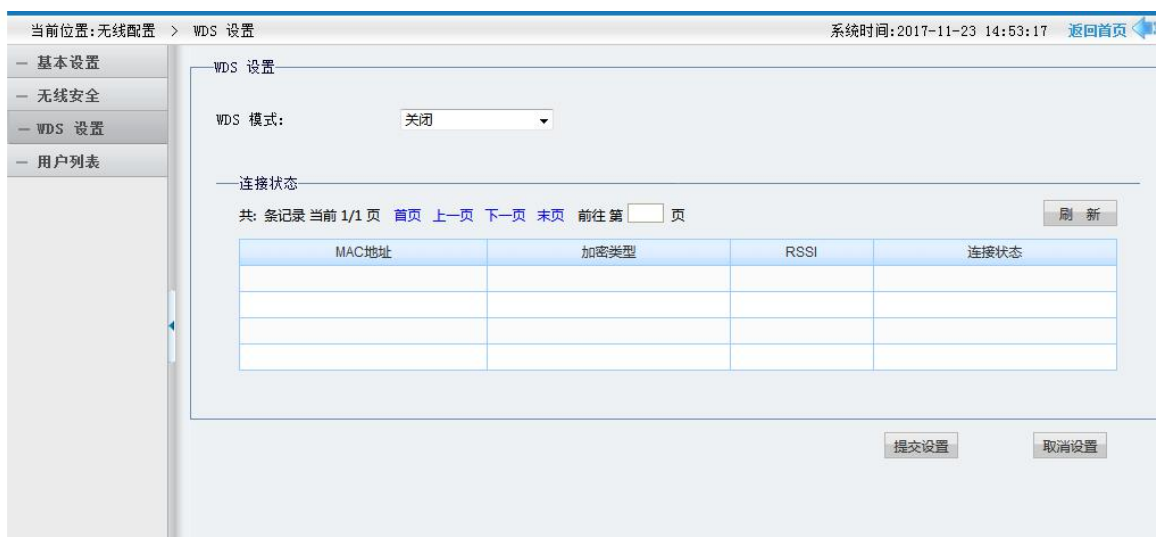 当前位置:无线配置 > WDS 设置 系统时间:2017-11-23 14:53:17 返回首页
基本设置
无线安全
WDS 设置
用户列表
WDS 设置
WDS 模式: 关闭
连接状态
共: 条记录 当前 1/1 页 首页 上一页 下一页 末页 前往 第 页 刷 新
MAC地址 加密类型 RSSI 连接状态
提交设置 取消设置